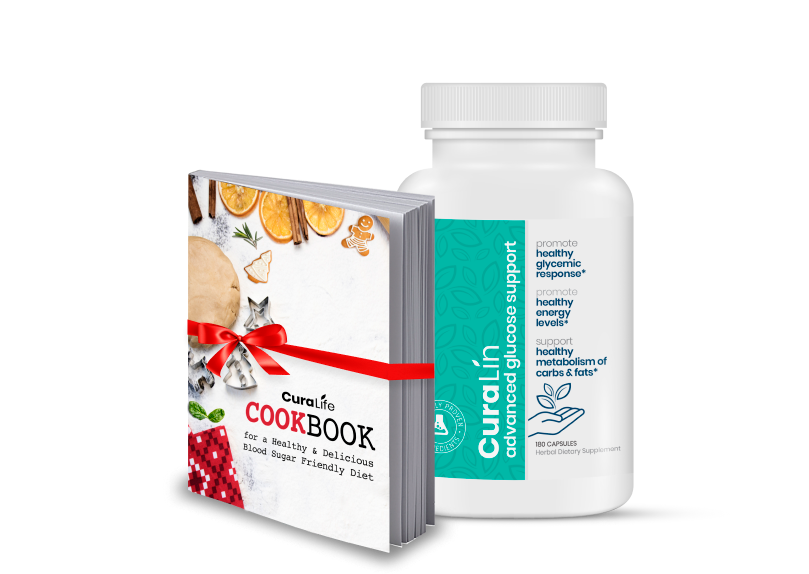 CuraLife
COOKBOOK
for a Healthy & Delicious
Blood Sugar Friendly Diet
CuraLin
advanced glucose support
promote
healthy
glycemic
response*
promote
healthy
energy
levels*
support
healthy
metabolism of
carbs & fats*
180 CAPSULES
Herbal Dietary Supplement
PROVEN